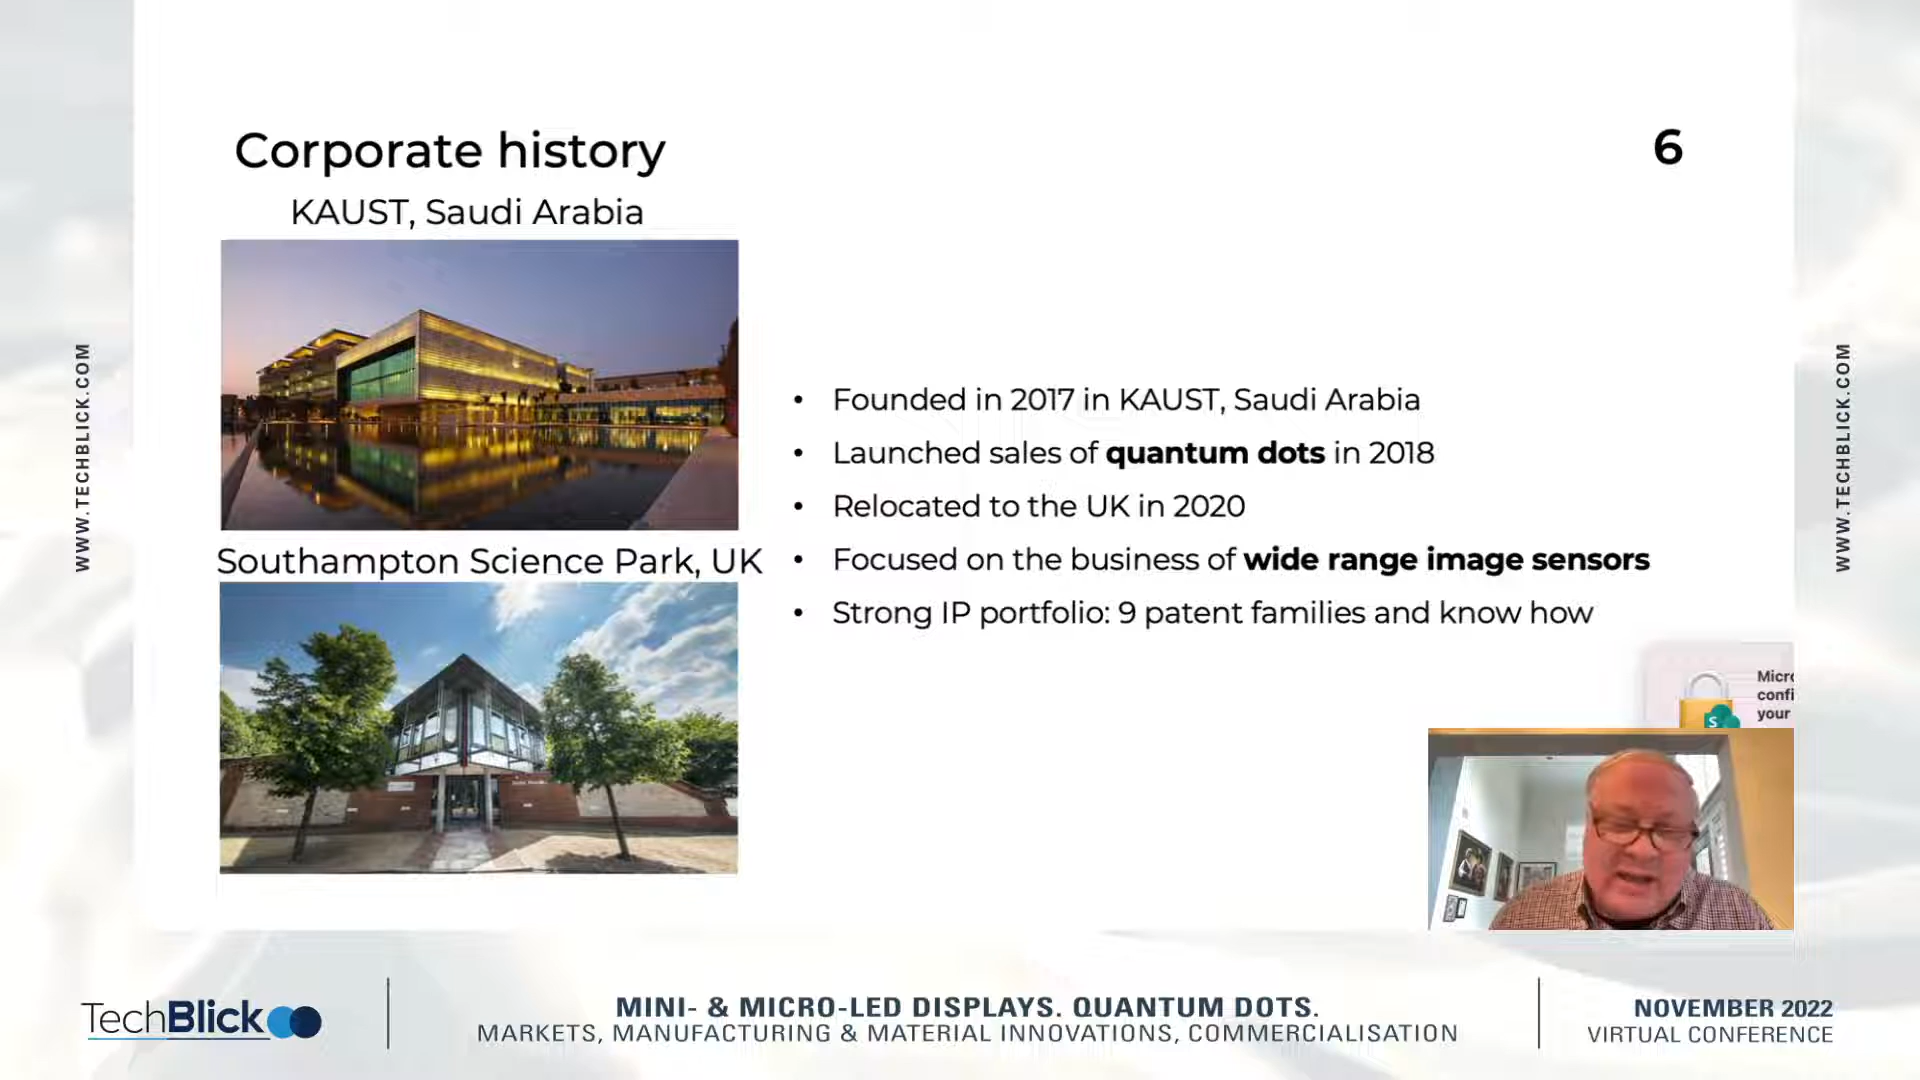 Corporate history
6
KAUST, Saudi Arabia
Southampton Science Park, UK
• Founded in 2017 in KAUST, Saudi Arabia
• Launched sales of quantum dots in 2018
• Relocated to the UK in 2020
• Focused on the business of wide range image sensors
• Strong IP portfolio: 9 patent families and know how
Micro
confi
your
S
WWW.TECHBLICK.COM
WWW.TECHBLICK.COM
TechBlick
MINI- & MICRO-LED DISPLAYS. QUANTUM DOTS.
MARKETS, MANUFACTURING & MATERIAL INNOVATIONS, COMMERCIALISATION
NOVEMBER 2022
VIRTUAL CONFERENCE